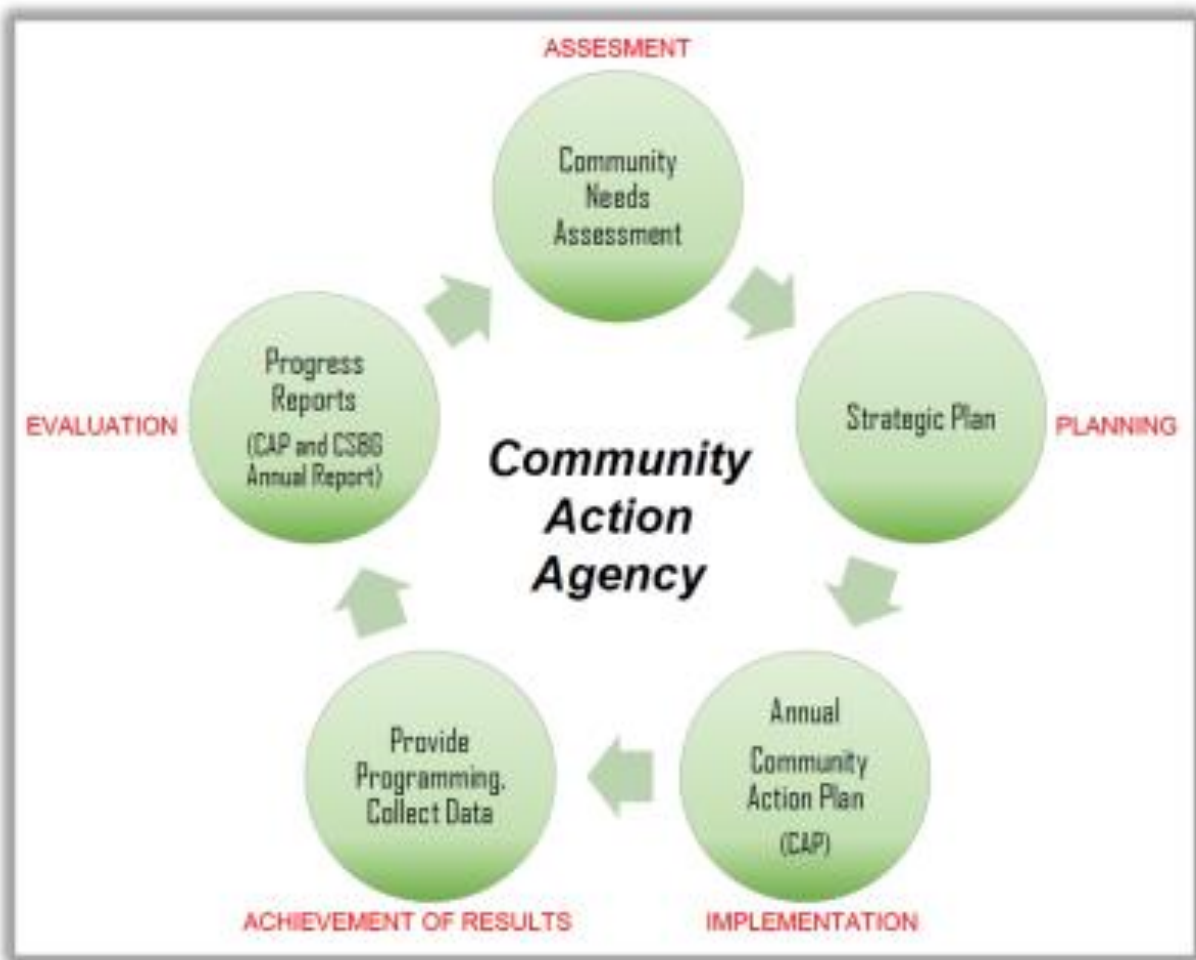 ASSESMENT
Community
Needs
Assessment
Strategic Plan
PLANNING
Annual
Community
Action Plan
(CAP)
IMPLEMENTATION
Provide
Programming,
Collect Data
ACHIEVEMENT OF RESULTS
Progress
Reports
(CAP and CSBG
Annual Report)
EVALUATION
Community
Action
Agency